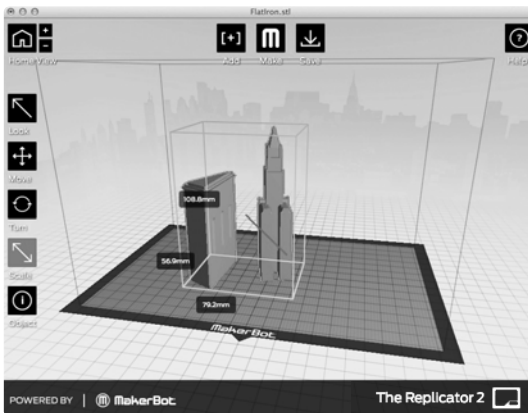 FlatIron.stl
Home View
+
-
[+]
Add
M
Make
Save
?
Help
Look
Move
Turn
Scale
i
Object
108.8mm
56.9mm
79.2mm
MakerBot
POWERED BY | MakerBot
The Replicator 2